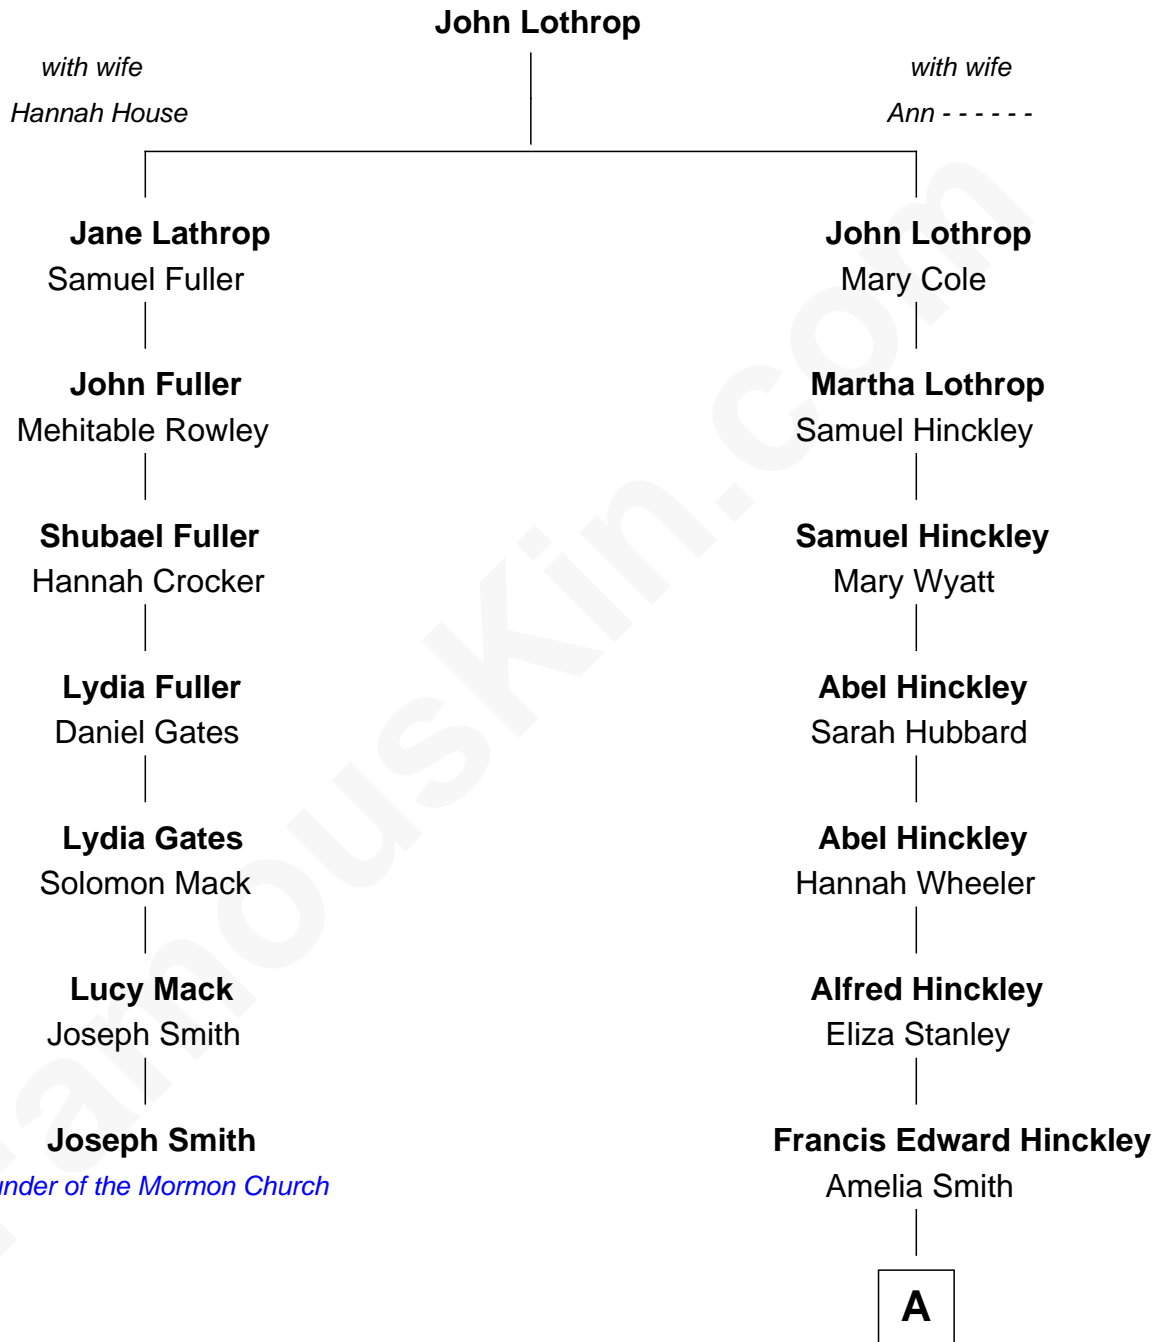 John Lothrop
with wife
Hannah House
with wife
Ann - - - - - -
Jane Lathrop
Samuel Fuller
John Lothrop
Mary Cole
John Fuller
Mehitable Rowley
Martha Lothrop
Samuel Hinckley
Shubael Fuller
Hannah Crocker
Samuel Hinckley
Mary Wyatt
Lydia Fuller
Daniel Gates
Abel Hinckley
Sarah Hubbard
Lydia Gates
Solomon Mack
Abel Hinckley
Hannah Wheeler
Lucy Mack
Joseph Smith
Alfred Hinckley
Eliza Stanley
Joseph Smith
under of the Mormon Church
Francis Edward Hinckley
Amelia Smith
A
FamousKin.com